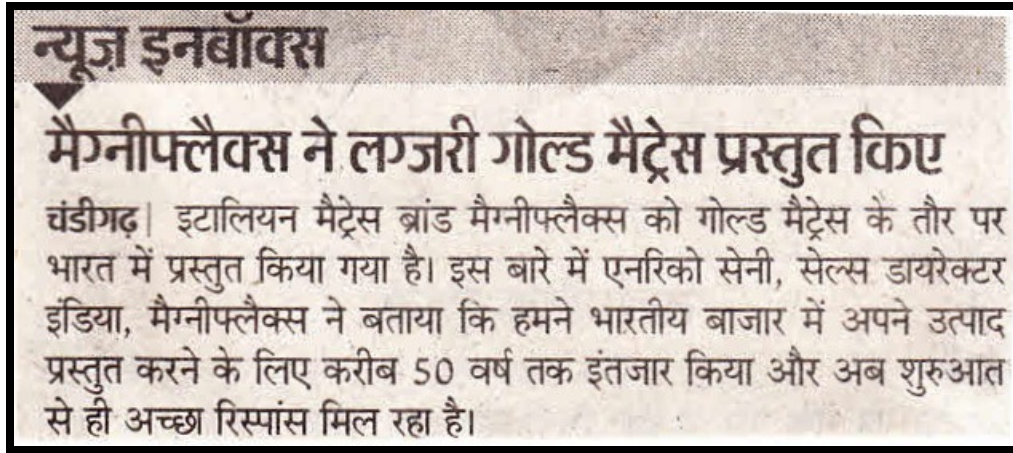 न्यूज़ इनबॉक्स
मैग्नीफ्लैक्स ने लग्जरी गोल्ड मैट्रेस प्रस्तुत किए
चंडीगढ़| इटालियन मैट्रेस ब्रांड मैग्नीफ्लैक्स को गोल्ड मैट्रेस के तौर पर
भारत में प्रस्तुत किया गया है। इस बारे में एनरिको सेनी, सेल्स डायरेक्टर
इंडिया, मैग्नीफ्लैक्स ने बताया कि हमने भारतीय बाजार में अपने उत्पाद
प्रस्तुत करने के लिए करीब 50 वर्ष तक इंतजार किया और अब शुरुआत
से ही अच्छा रिस्पांस मिल रहा है।